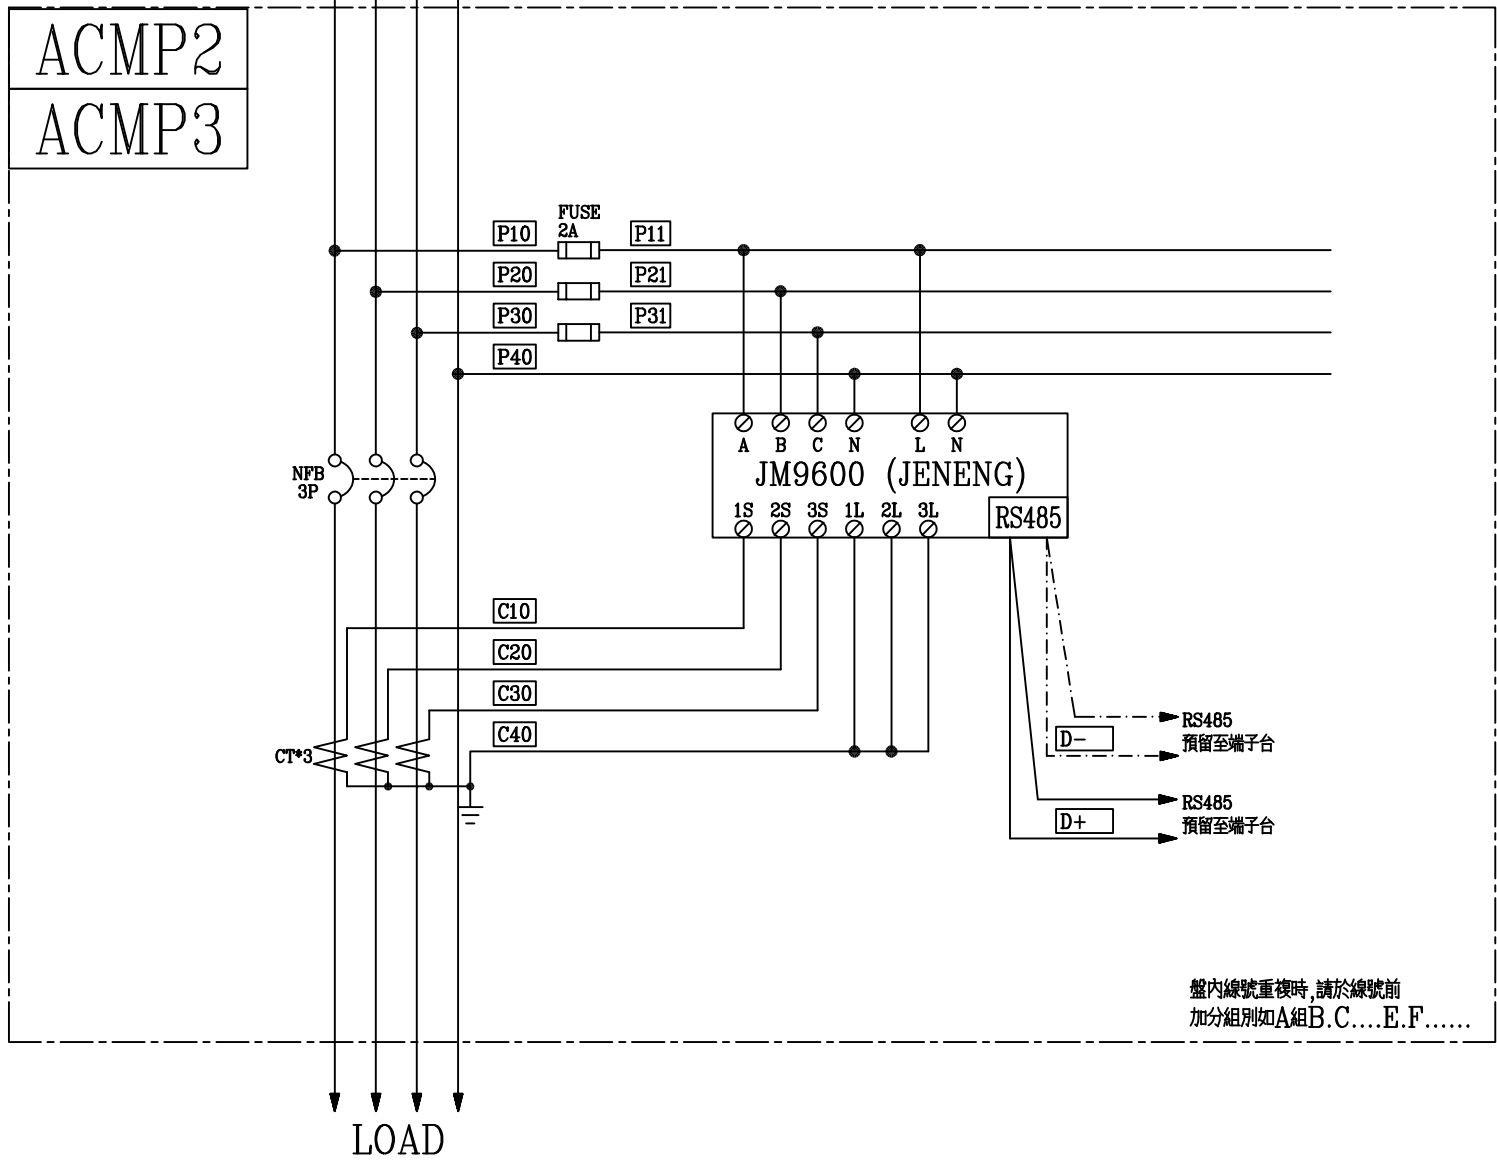 ACMP2
ACMP3
FUSE
2A
P10
P11
P20
P21
P30
P31
P40
A B C N L N
JM9600 (JENENG)
1S 2S 3S 1L 2L 3L
RS485
NFB
3P
C10
C20
C30
C40
CT*3
RS485
預留至端子台
D-
RS485
預留至端子台
D+
盤內線號重複時,請於線號前
加分組別如A組B.C....E.F......
LOAD